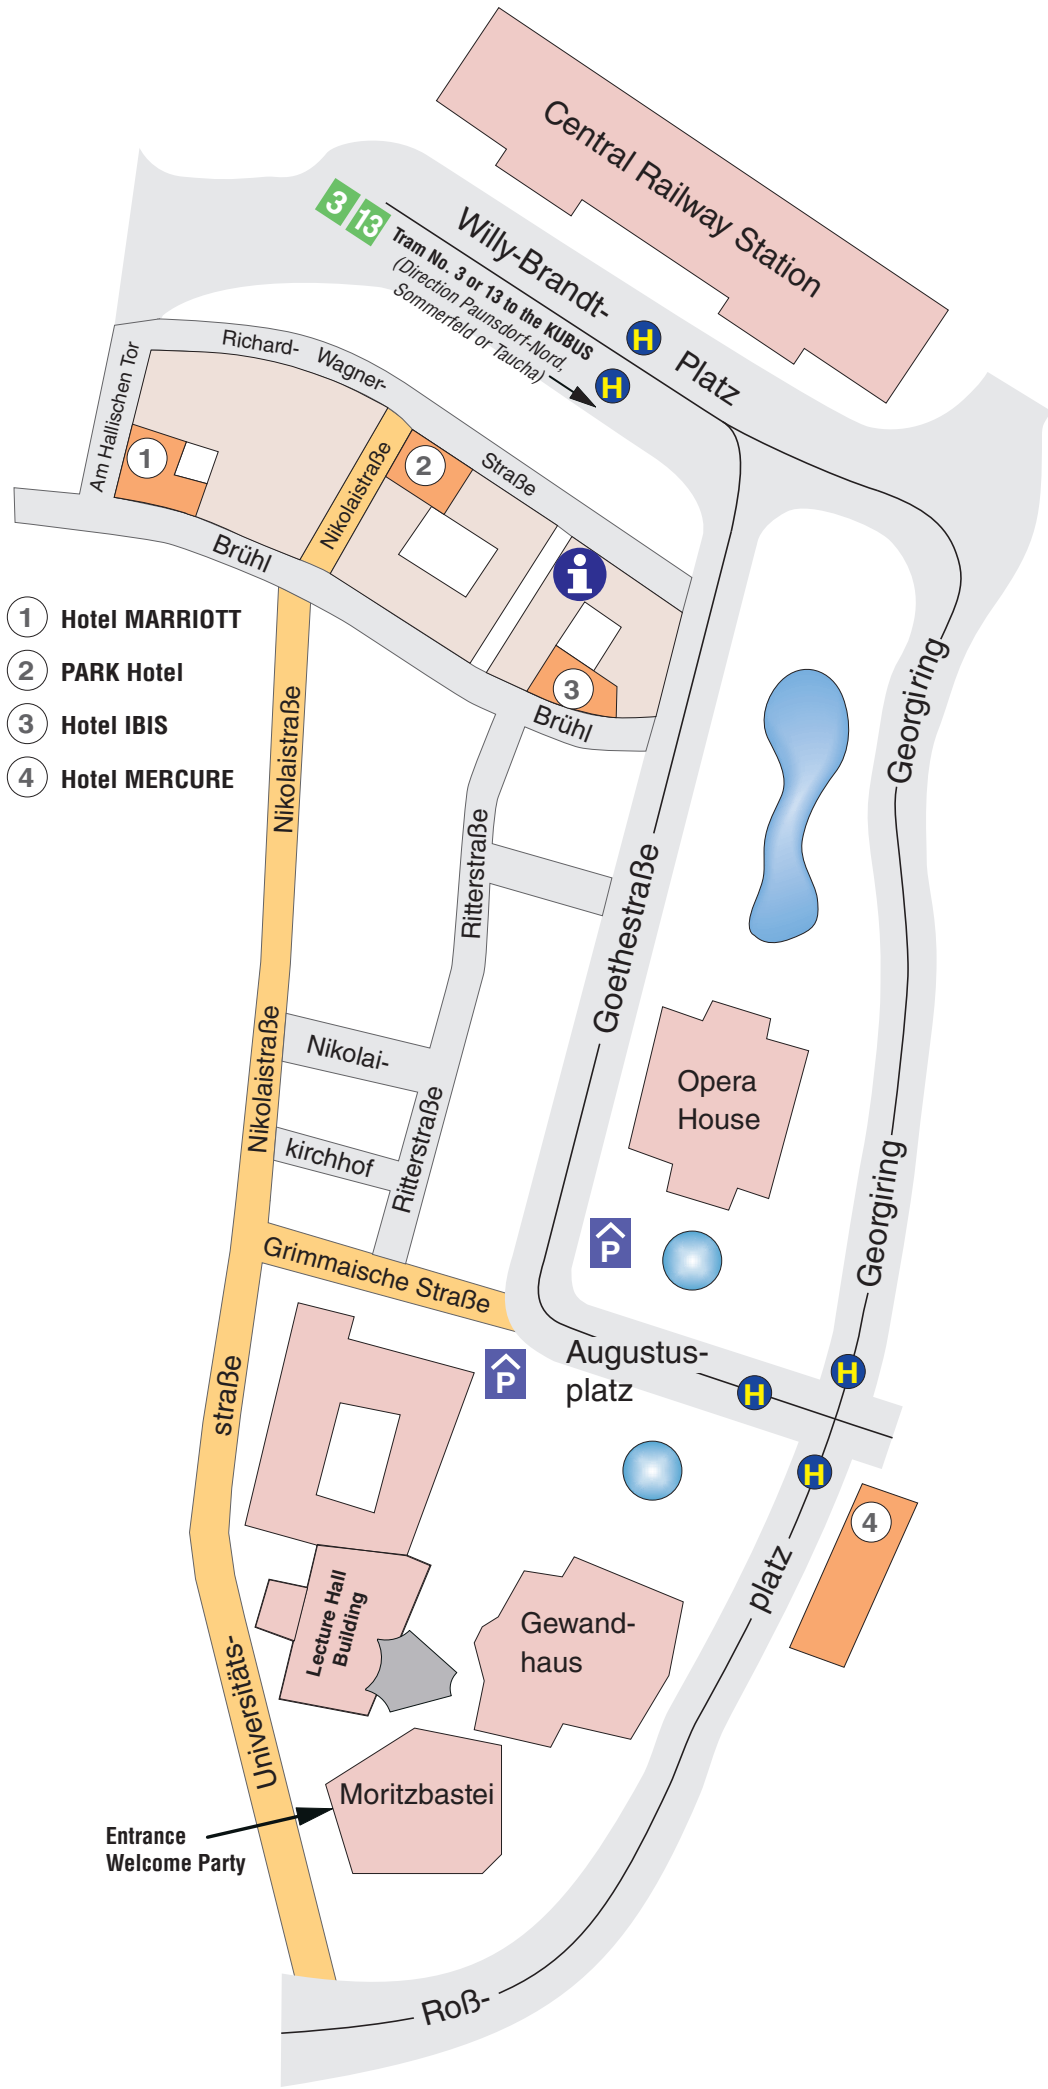 Central Railway Station
3 13
Willy-Brandt-
Platz
Tram No. 3 or 13 to the KUBUS
(Direction Paunsdorf-Nord,
Sommerfeld or Taucha)
H
H
Richard-
Wagner-
Straße
Am Hallischen Tor
1
2
Nikolaistraße
Brühl
i
3
Brühl
1 Hotel MARRIOTT
2 PARK Hotel
3 Hotel IBIS
4 Hotel MERCURE
Nikolaistraße
Ritterstraße
Goethestraße
Georgiring
Nikolaistraße
Nikolai-
kirchhof
Ritterstraße
Opera
House
Georgiring
Grimmaische Straße
P
P
Augustus-
platz
H
H
H
straße
4
platz
Lecture Hall
Building
Gewand-
haus
Universitäts-
Moritzbastei
Entrance
Welcome Party
Roß-